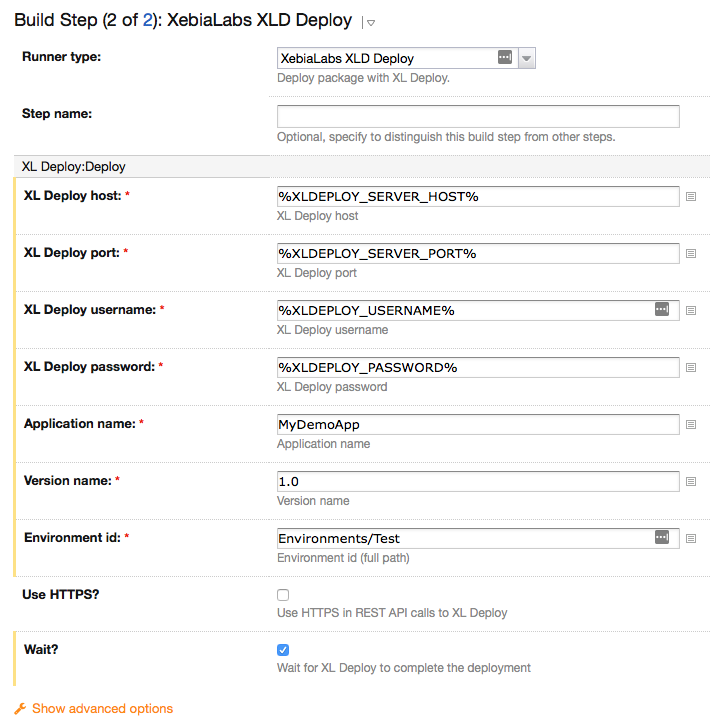 Build Step (2 of 2): XebiaLabs XLD Deploy
Runner type:
XebiaLabs XLD Deploy
Deploy package with XL Deploy.
Step name:
Optional, specify to distinguish this build step from other steps.
XL Deploy:Deploy
XL Deploy host: *
%XLDEPLOY_SERVER_HOST%
XL Deploy host
XL Deploy port: *
%XLDEPLOY_SERVER_PORT%
XL Deploy port
XL Deploy username: *
%XLDEPLOY_USERNAME%
XL Deploy username
XL Deploy password: *
%XLDEPLOY_PASSWORD%
XL Deploy password
Application name: *
MyDemoApp
Application name
Version name: *
1.0
Version name
Environment id: *
Environments/Test
Environment id (full path)
Use HTTPS?
Use HTTPS in REST API calls to XL Deploy
Wait?
Wait for XL Deploy to complete the deployment
Show advanced options